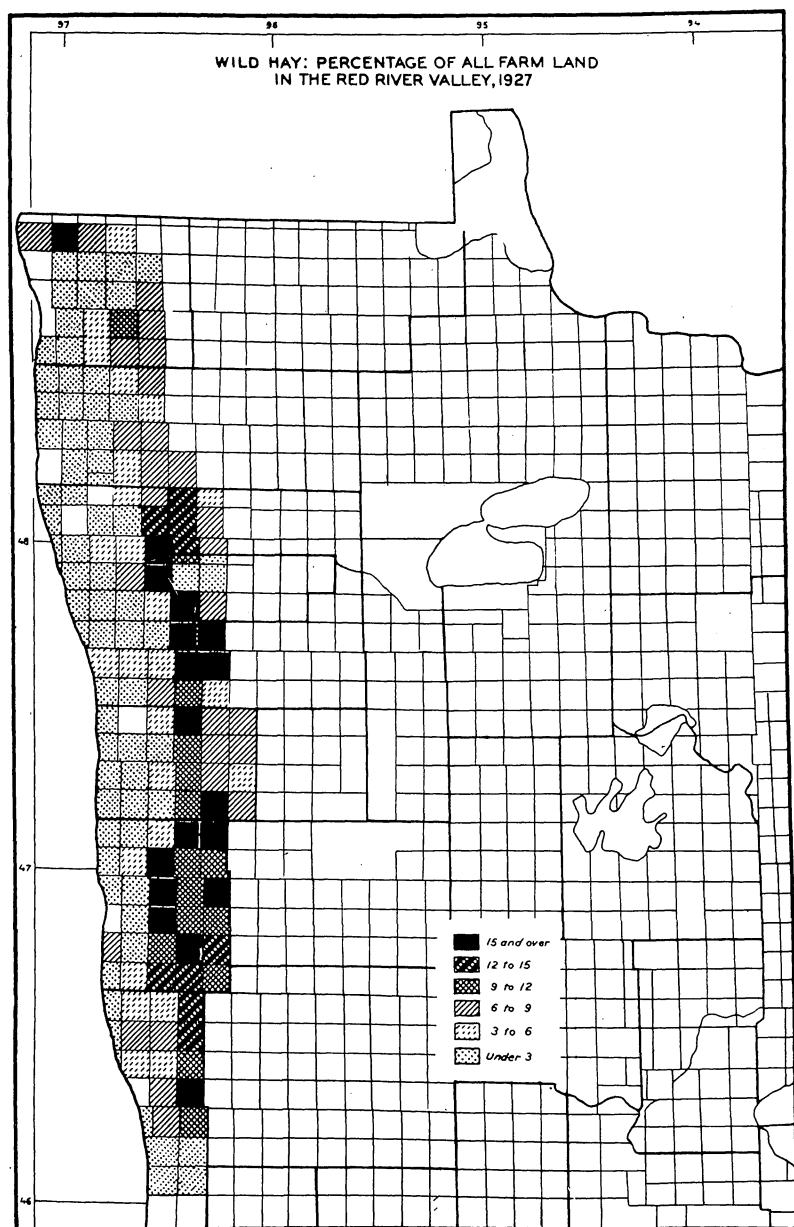 97 96 95 94
WILD HAY: PERCENTAGE OF ALL FARM LAND
IN THE RED RIVER VALLEY, 1927
48
47
15 and over
12 to 15
9 to 12
6 to 9
3 to 6
Under 3
46